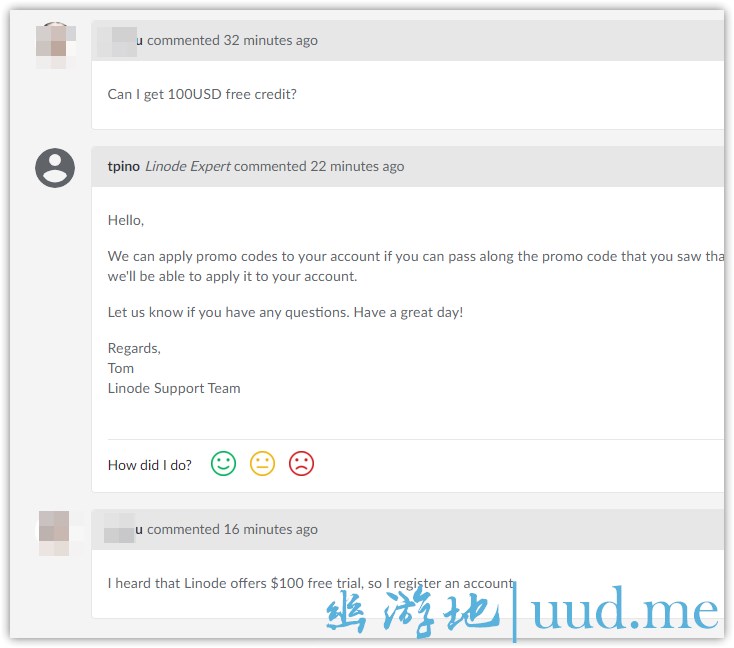 u commented 32 minutes ago
Can I get 100USD free credit?
tpino Linode Expert commented 22 minutes ago
Hello,
We can apply promo codes to your account if you can pass along the promo code that you saw tha
we'll be able to apply it to your account.
Let us know if you have any questions. Have a great day!
Regards,
Tom
Linode Support Team
How did I do?
u commented 16 minutes ago
I heard that Linode offers $100 free trial, so I register an account
幽游地|uud.me